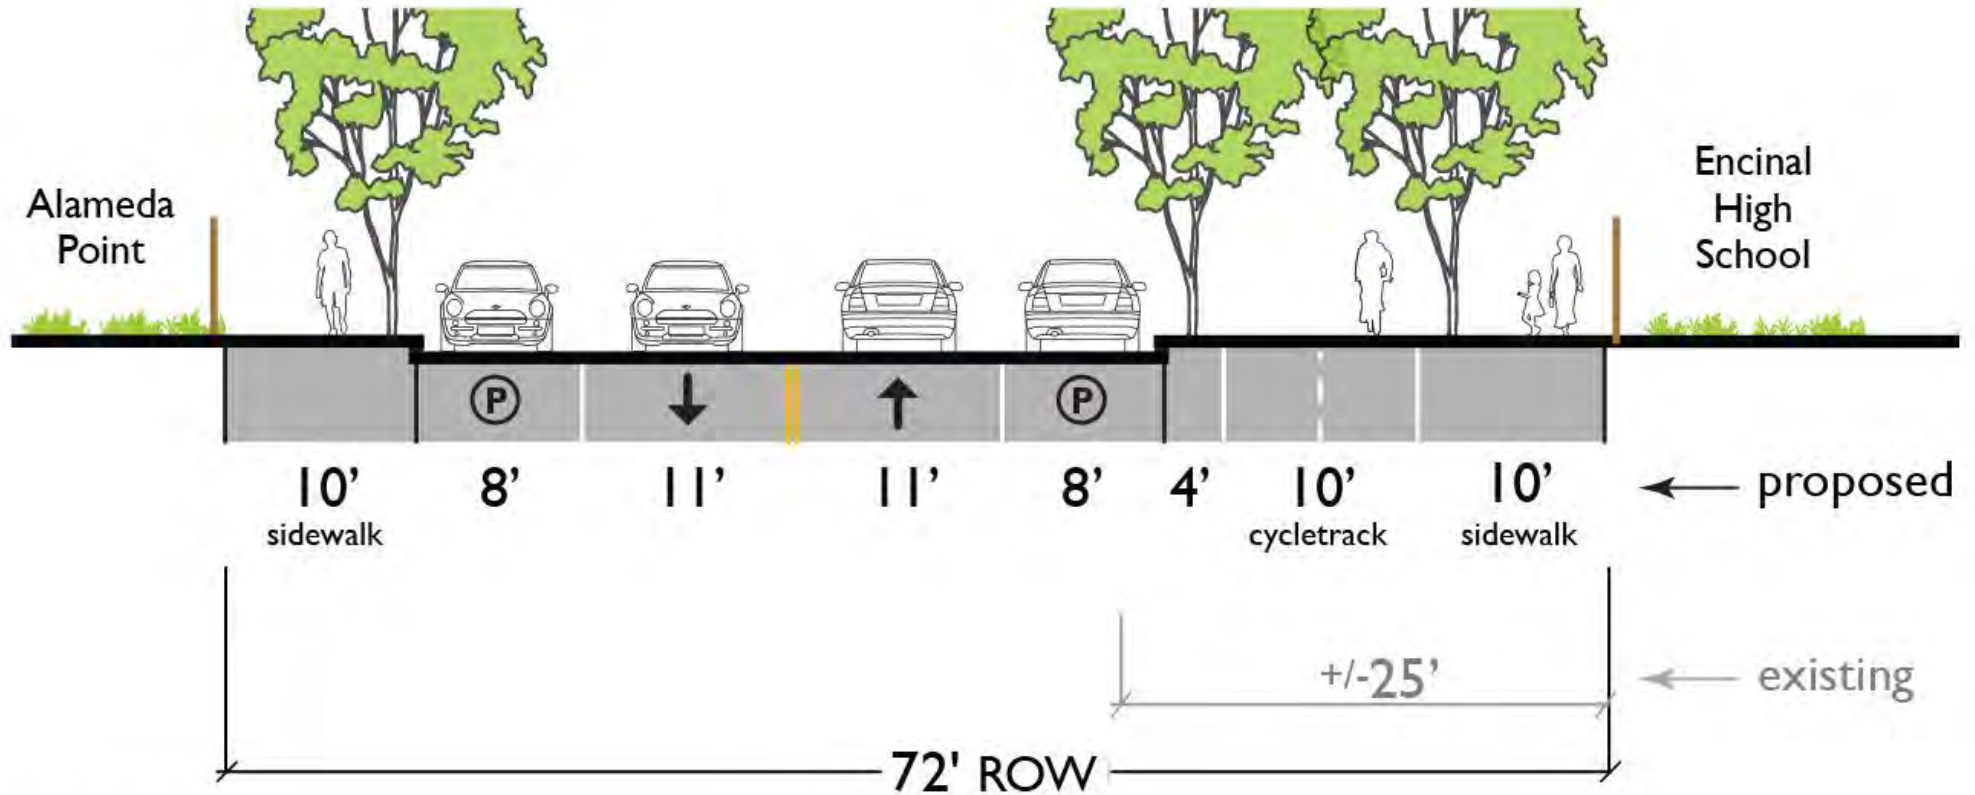 Alameda
Point
Encinal
High
School
P
P
10’ 8’ 11’ 11’ 8’ 4’ 10’ 10’ proposed
sidewalk cycletrack sidewalk
+/-25’ existing
72' ROW